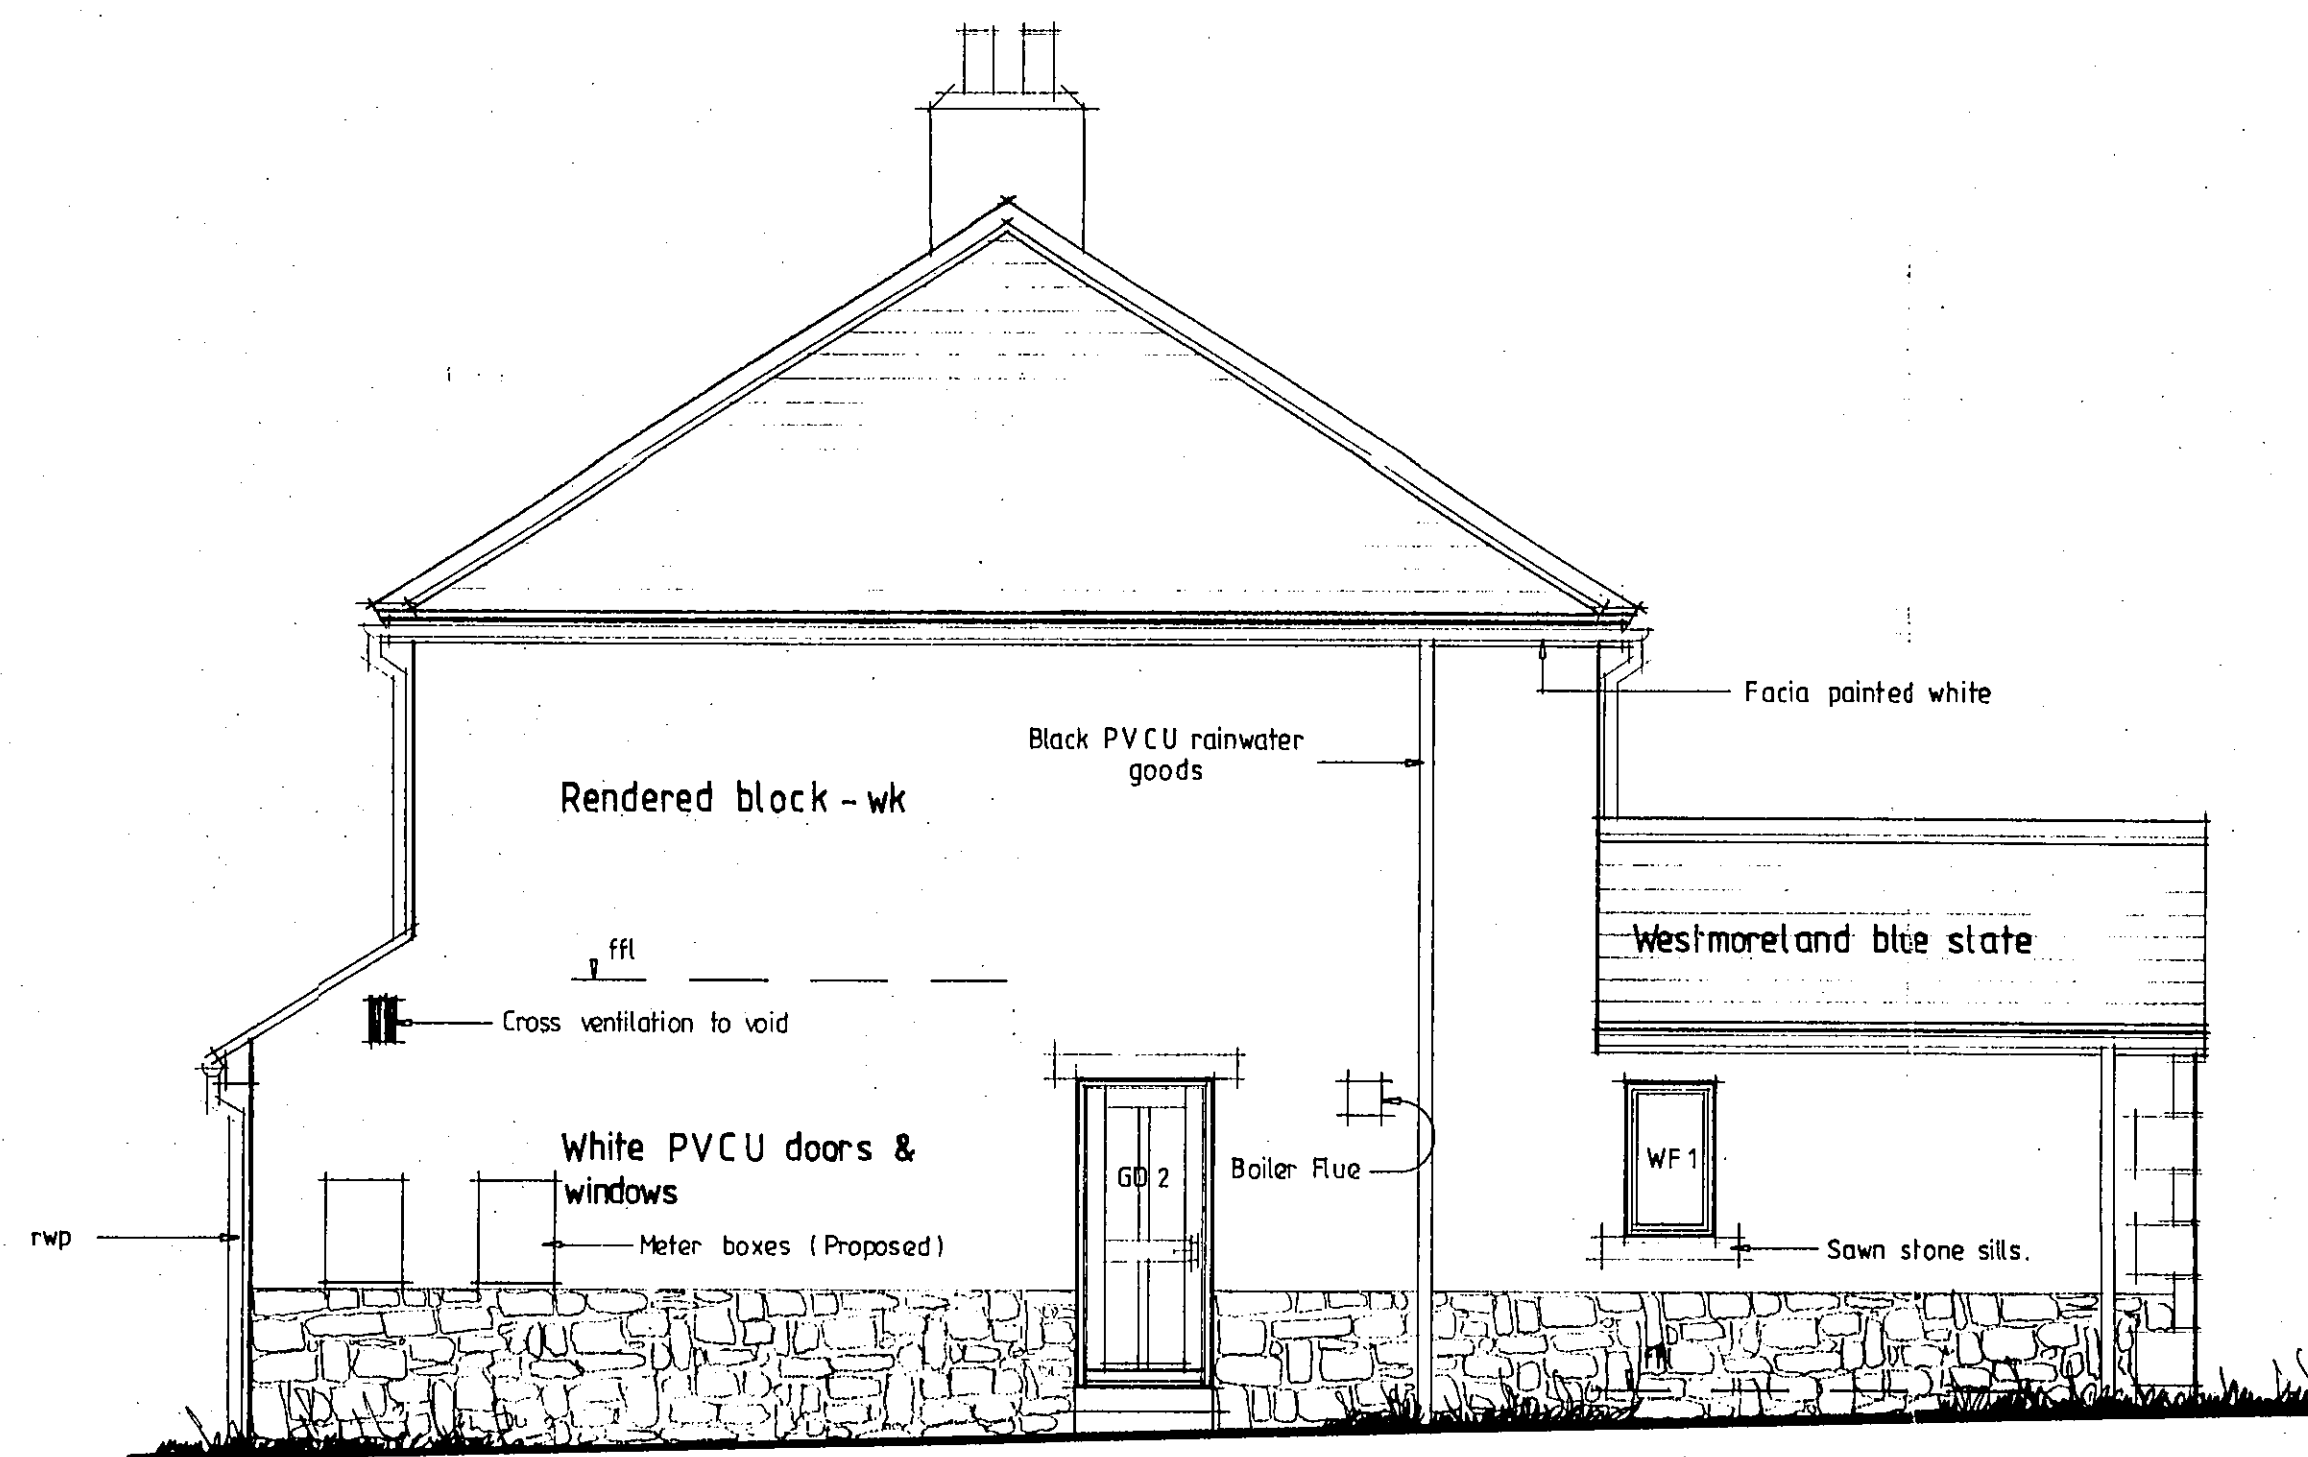 Facia painted white
Black PVCU rainwater
goods
Rendered block - wk
Westmoreland blue slate
ffl
Cross ventilation to void
White PVCU doors &
windows
GD 2
Boiler Flue
WF 1
rwp
Meter boxes (Proposed)
Sawn stone sills.